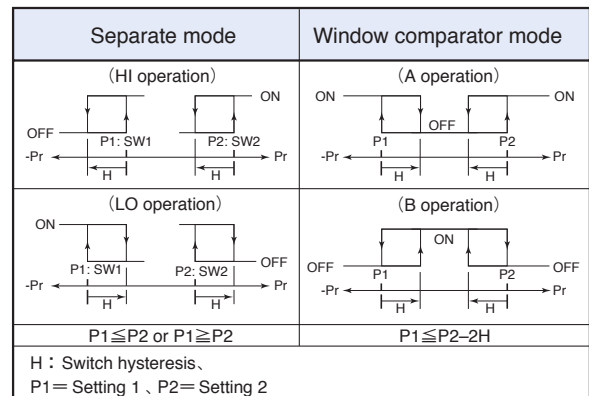 Separate mode
Window comparator mode
(HI operation)
ON
OFF
P1: SW1
P2: SW2
-Pr
Pr
H
H
(A operation)
ON
ON
OFF
P1
P2
-Pr
Pr
H
H
(LO operation)
ON
P1: SW1
P2: SW2
OFF
-Pr
Pr
H
H
(B operation)
ON
OFF
P1
P2
OFF
-Pr
Pr
H
H
P1≦P2 or P1≧P2
P1≦P2–2H
H : Switch hysteresis、
P1= Setting 1 、P2= Setting 2